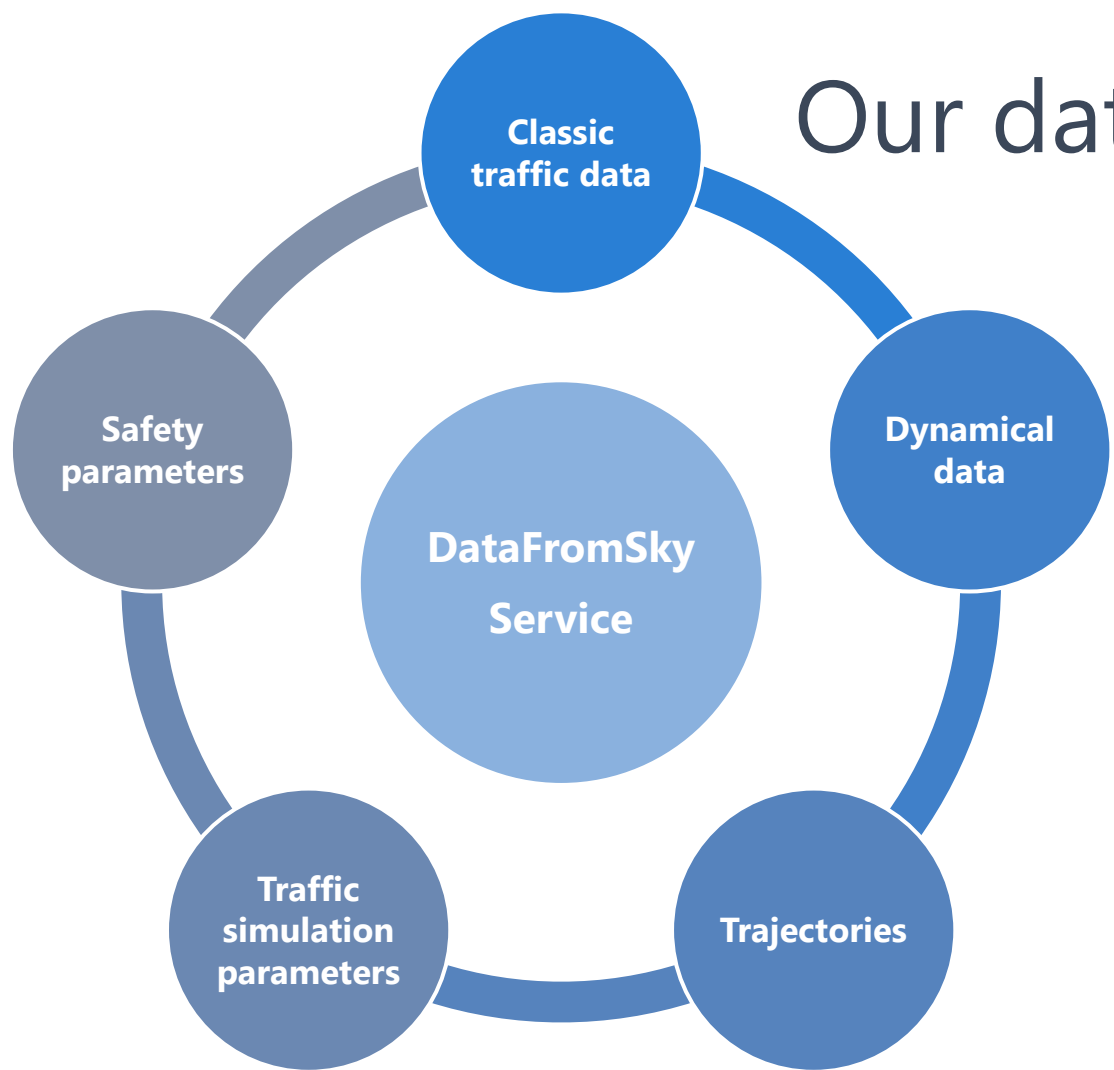 Our dat
Classic
traffic data
Dynamical
data
Trajectories
Traffic
simulation
parameters
Safety
parameters
DataFromSky
Service